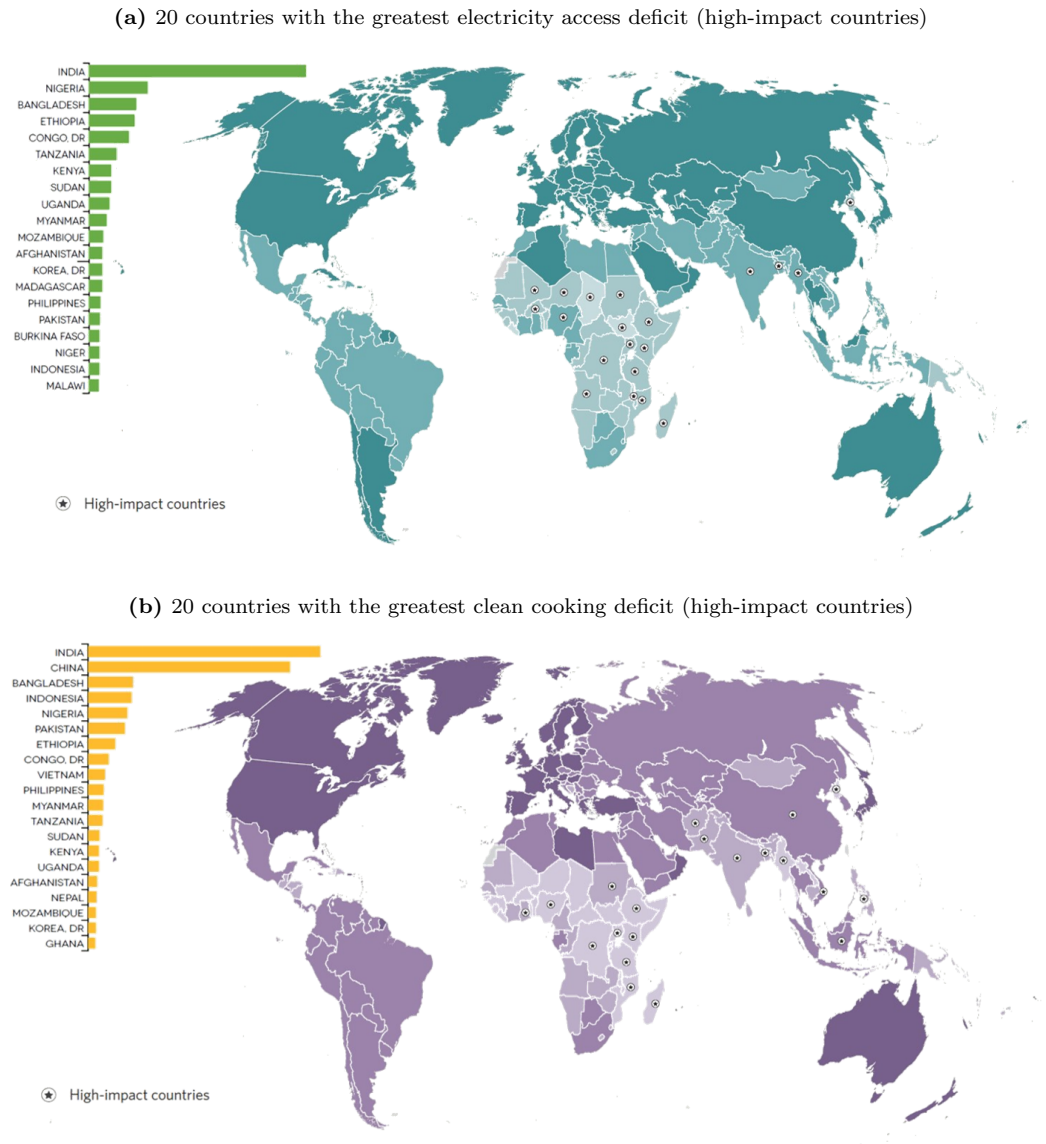 (a) 20 countries with the greatest electricity access deficit (high-impact countries)
INDIA
NIGERIA
BANGLADESH
ETHIOPIA
CONGO, DR
TANZANIA
KENYA
SUDAN
UGANDA
MYANMAR
MOZAMBIQUE
AFGHANISTAN
KOREA, DR
MADAGASCAR
PHILIPPINES
PAKISTAN
BURKINA FASO
NIGER
INDONESIA
MALAWI
High-impact countries
(b) 20 countries with the greatest clean cooking deficit (high-impact countries)
INDIA
CHINA
BANGLADESH
INDONESIA
NIGERIA
PAKISTAN
ETHIOPIA
CONGO, DR
VIETNAM
PHILIPPINES
MYANMAR
TANZANIA
SUDAN
KENYA
UGANDA
AFGHANISTAN
NEPAL
MOZAMBIQUE
KOREA, DR
GHANA
High-impact countries